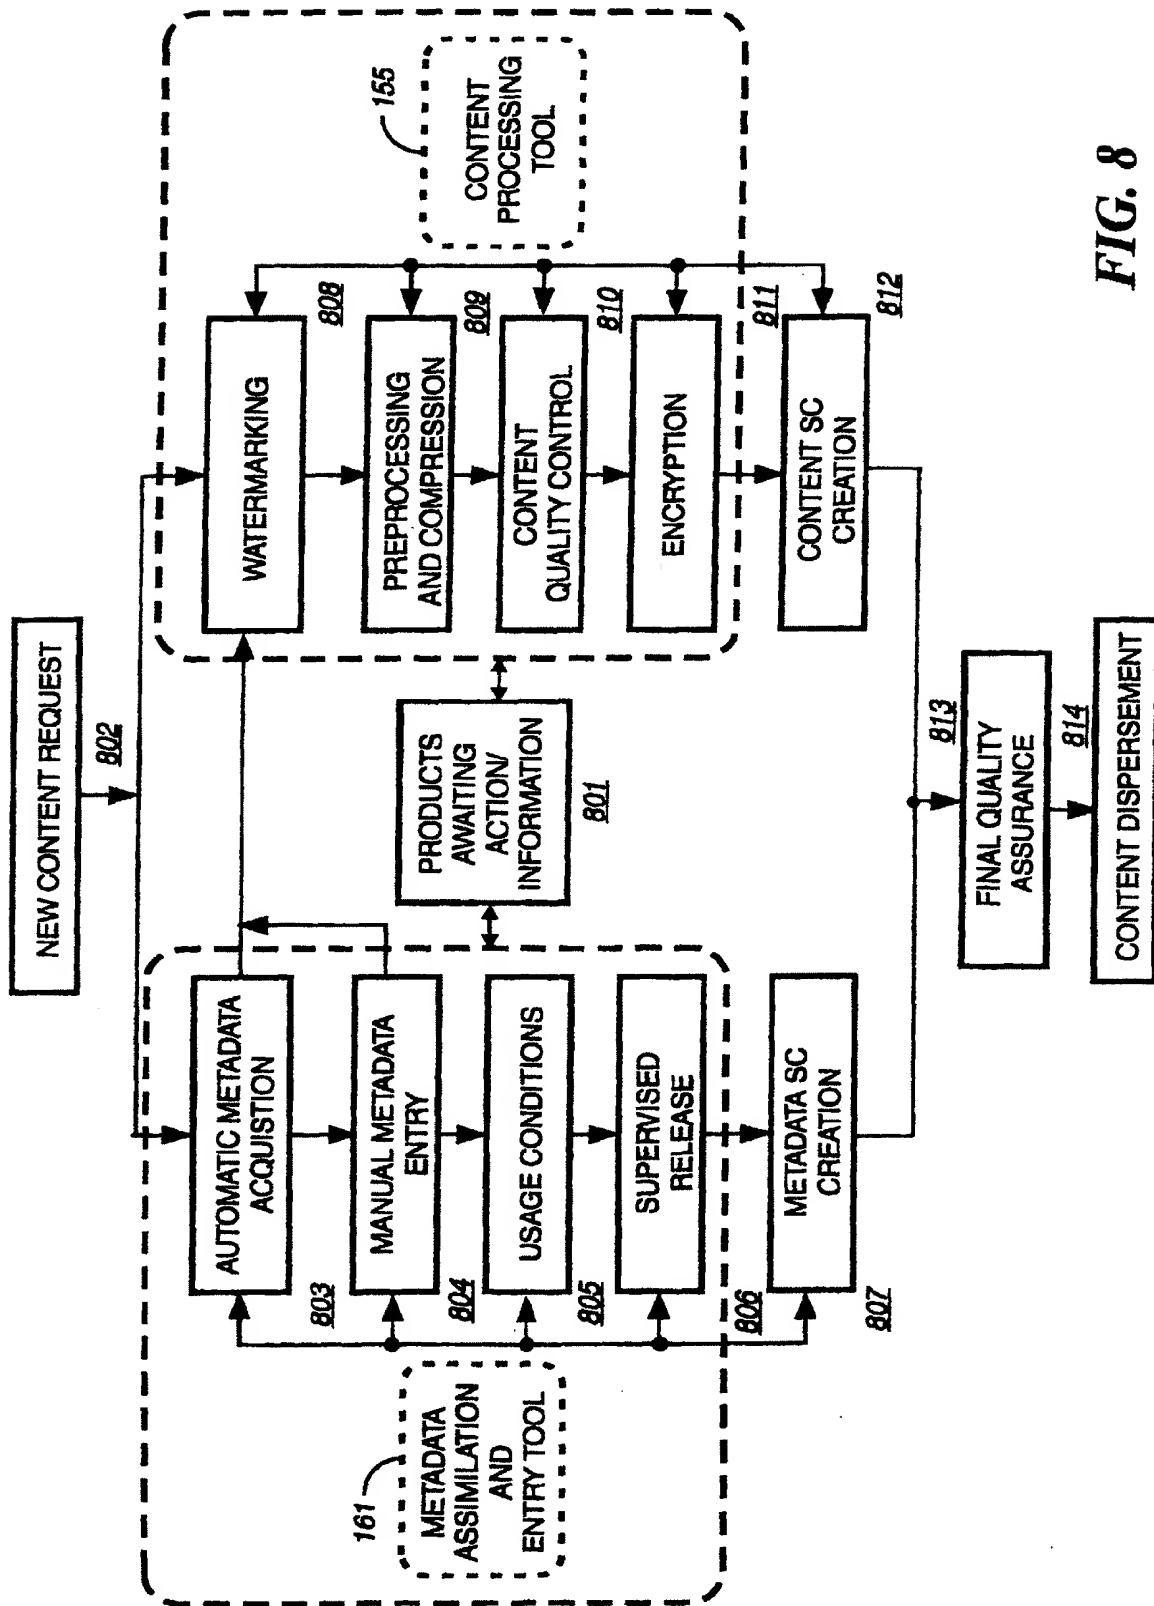 NEW CONTENT REQUEST
802
161
METADATA
ASSIMILATION
AND
ENTRY TOOL
AUTOMATIC METADATA
ACQUISTION
803
MANUAL METADATA
ENTRY
804
USAGE CONDITIONS
805
SUPERVISED
RELEASE
806
METADATA SC
CREATION
807
PRODUCTS
AWAITING
ACTION/
INFORMATION
801
155
CONTENT
PROCESSING
TOOL
WATERMARKING
808
PREPROCESSING
AND COMPRESSION
809
CONTENT
QUALITY CONTROL
810
ENCRYPTION
811
CONTENT SC
CREATION
812
813
FINAL QUALITY
ASSURANCE
814
CONTENT DISPERSEMENT
FIG. 8